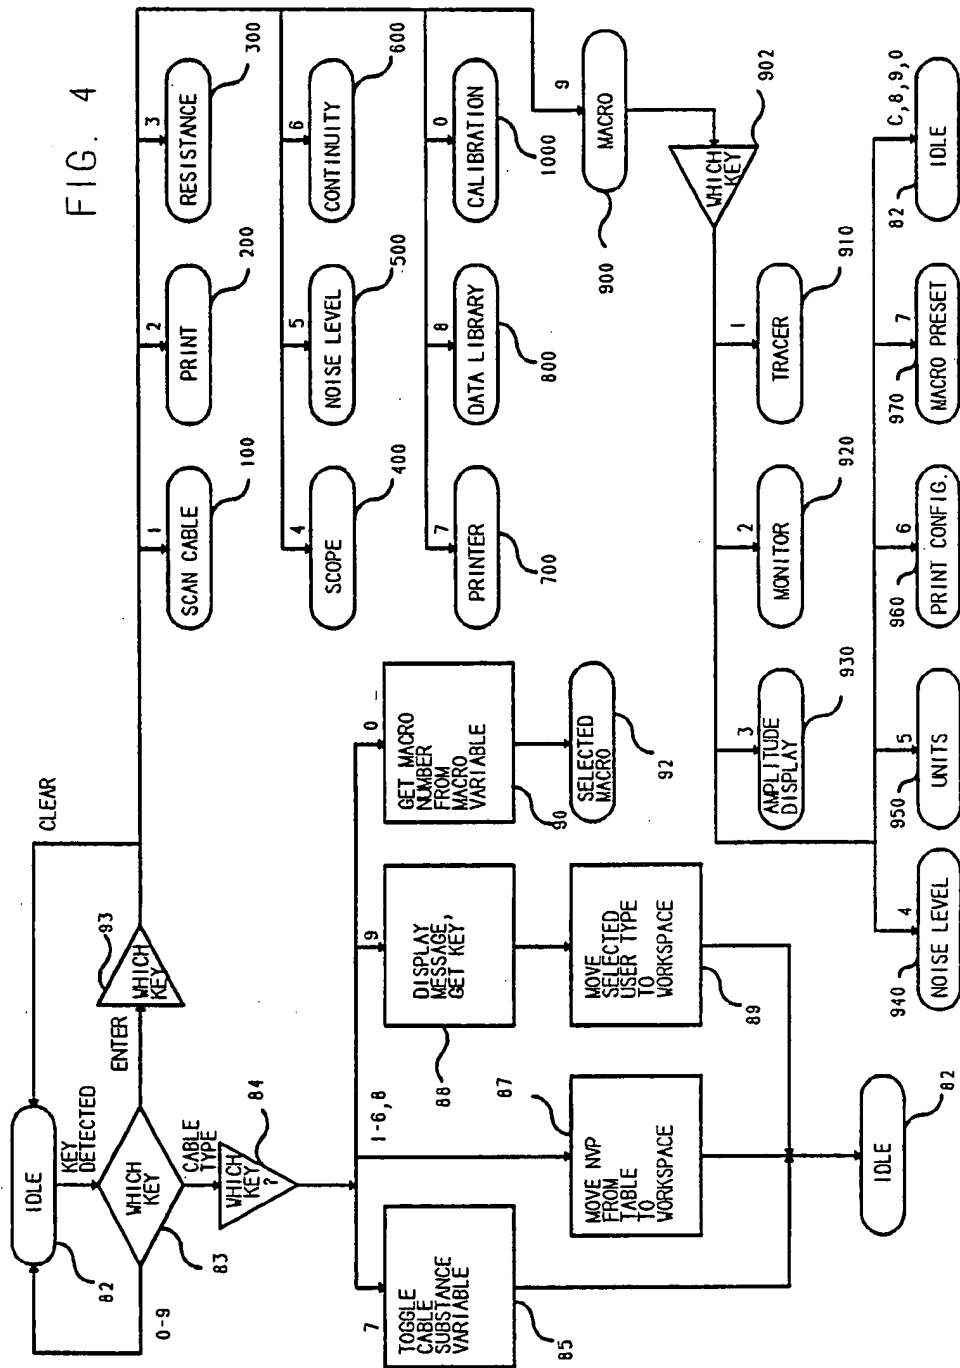 FIG. 4
IDLE
82
KEY
DETECTED
WHICH
KEY
83
0-9
ENTER
WHICH
KEY
93
CLEAR
CABLE
TYPE
WHICH
KEY
?
84
7
TOGGLE
CABLE
SUBSTANCE
VARIABLE
85
1-6,8
MOVE NVP
FROM
TABLE
TO
WORKSPACE
87
9
DISPLAY
MESSAGE,
GET KEY
88
MOVE
SELECTED
USER TYPE
TO
WORKSPACE
89
0
GET MACRO
NUMBER
FROM
MACRO
VARIABLE
90
SELECTED
MACRO
92
IDLE
82
1
SCAN CABLE
100
2
PRINT
200
3
RESISTANCE
300
4
SCOPE
400
5
NOISE LEVEL
500
6
CONTINUITY
600
7
PRINTER
700
8
DATA LIBRARY
800
0
CALIBRATION
1000
9
MACRO
900
WHICH
KEY
902
3
AMPLITUDE
DISPLAY
930
2
MONITOR
920
1
TRACER
910
4
NOISE LEVEL
940
5
UNITS
950
6
PRINT CONFIG.
960
7
MACRO PRESET
970
C,8,9,0
IDLE
82